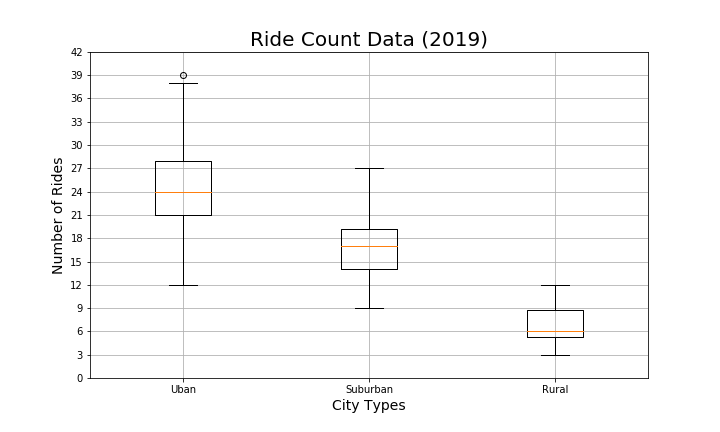 Ride Count Data (2019)
42
39
36
33
30
27
24
21
18
15
12
9
6
3
0
Number of Rides
Uban
Suburban
Rural
City Types